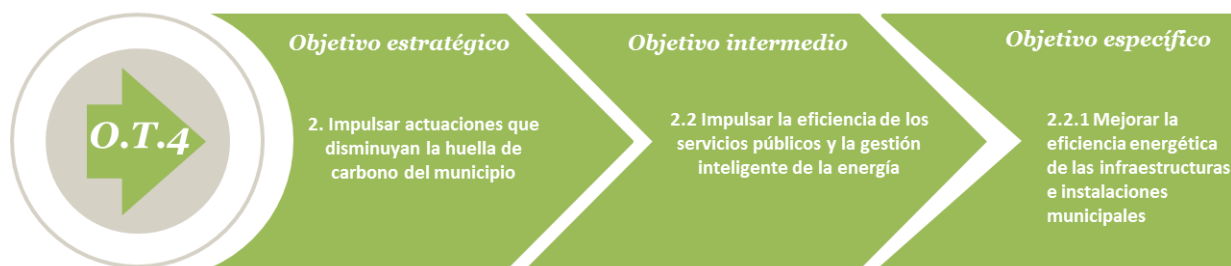 O.T.4
Objetivo estratégico
2. Impulsar actuaciones que
disminuyan la huella de
carbono del municipio
Objetivo intermedio
2.2 Impulsar la eficiencia de los
servicios públicos y la gestión
inteligente de la energía
Objetivo específico
2.2.1 Mejorar la
eficiencia energética
de las infraestructuras
e instalaciones
municipales